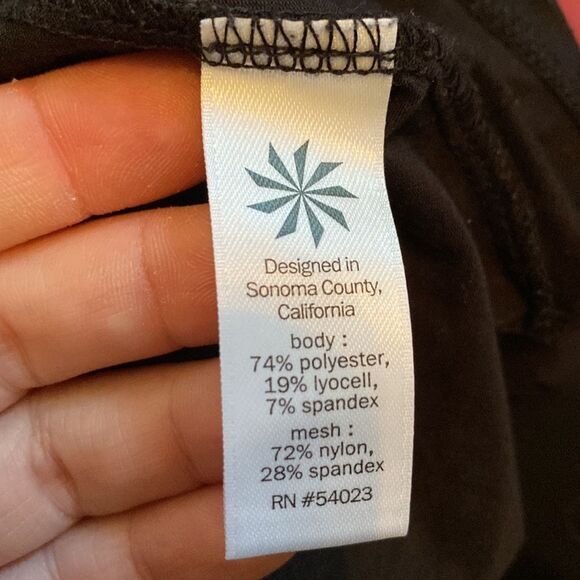 Designed in
Sonoma County,
California
body :
74% polyester,
19% lyocell,
7% spandex
mesh :
72% nylon,
28% spandex
RN #54023